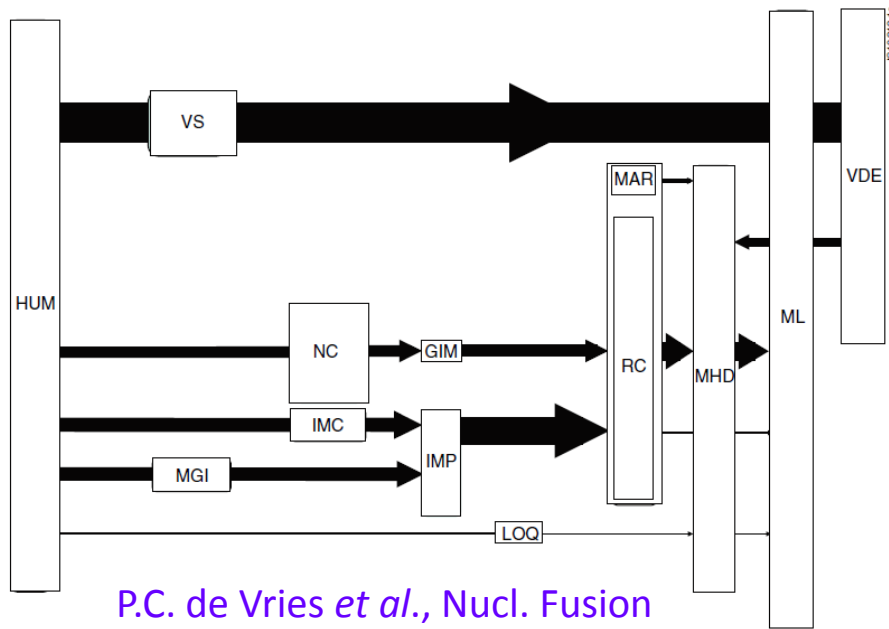 VS
MAR
VDE
HUM
ML
NC
GIM
RC
MHD
IMC
IMP
MGI
LOQ
P.C. de Vries et al., Nucl. Fusion